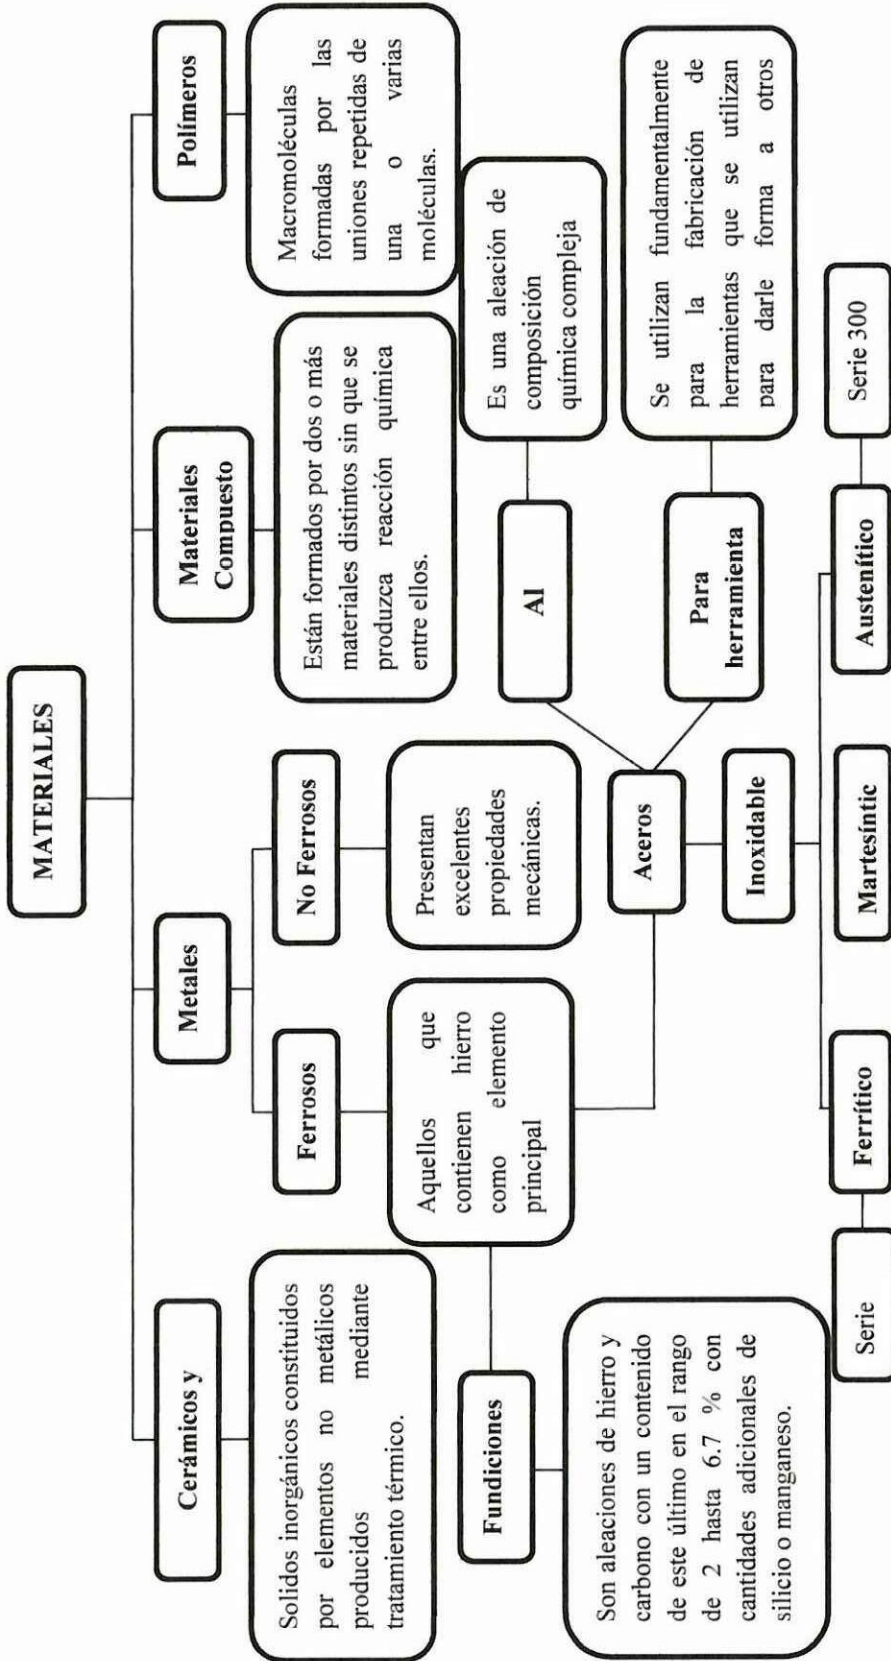 MATERIALES
Cerámicos y
Metales
Materiales
Compuesto
Polímeros
Solidos inorgánicos constituidos
por elementos no metálicos
producidos mediante
tratamiento térmico.
Ferrosos
No Ferrosos
Están formados por dos o más
materiales distintos sin que se
produzca reacción química
entre ellos.
Macromoléculas
formadas por las
uniones repetidas de
una o varias
moléculas.
Aquellos que
contienen hierro
como elemento
principal
Presentan
excelentes
propiedades
mecánicas.
Fundiciones
Al
Es una aleación de
composición
química compleja
Son aleaciones de hierro y
carbono con un contenido
de este último en el rango
de 2 hasta 6.7 % con
cantidades adicionales de
silicio o manganeso.
Aceros
Para
herramienta
Se utilizan fundamentalmente
para la fabricación de
herramientas que se utilizan
para darle forma a otros
Inoxidable
Serie
Ferrítico
Martesíntic
Austenítico
Serie 300